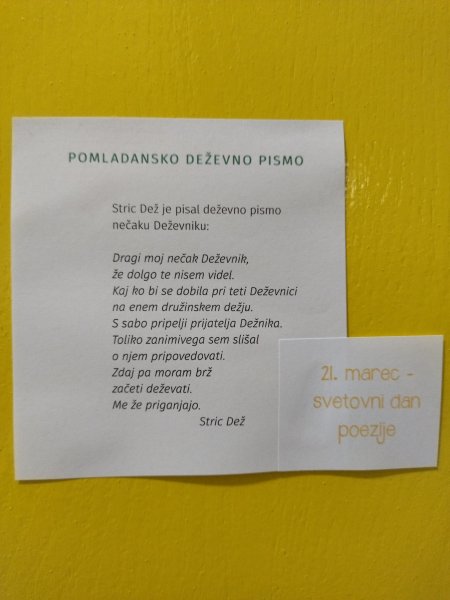 POMLADANSKO DEŽEVNO PISMO
Stric Dež je pisal deževno pismo
nečaku Deževniku:
Dragi moj nečak Deževnik,
že dolgo te nisem videl.
Kaj ko bi se dobila pri teti Deževnici
na enem družinskem dežju.
S sabo pripelji prijatelja Dežnika.
Toliko zanimivega sem slišal
o njem pripovedovati.
Zdaj pa moram brž
začeti deževati.
Me že priganjajo.
Stric Dež
21. marec -
svetovni dan
poezije